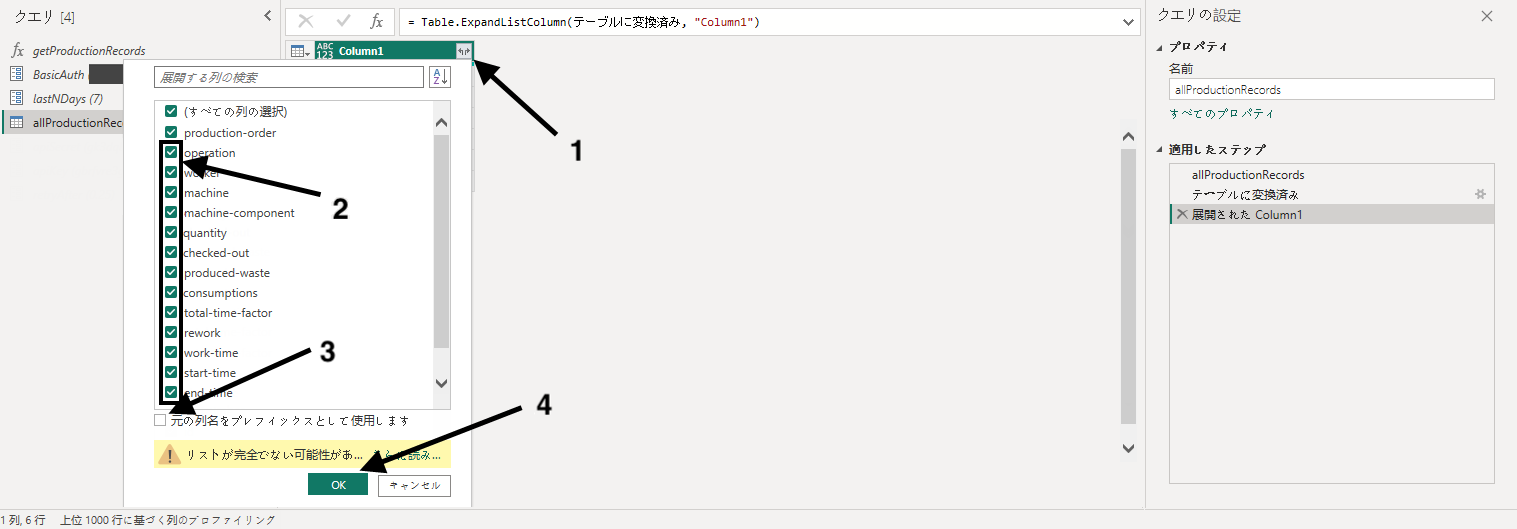 クエリ [4]
getProductionRecords
BasicAuth (
lastNDays (7)
allProductionRec
fx
= Table.ExpandListColumn(テーブルに変換済み, "Column1")
ABC
123 Column1
展開する列の検索
A
Z
(すべての列の選択)
production-order
operation
worker
machine
machine-component
quantity
checked-out
produced-waste
consumptions
total-time-factor
rework
work-time
start-time
end-time
元の列名をプレフィックスとして使用します
リストが完全でない可能性があ...
OK
キャンセル
1
2
3
4
クエリの設定
プロパティ
名前
allProductionRecords
すべてのプロパティ
適用したステップ
allProductionRecords
テーブルに変換済み
展開された Column1
1 列, 6 行 上位 1000 行に基づく列のプロファイリング